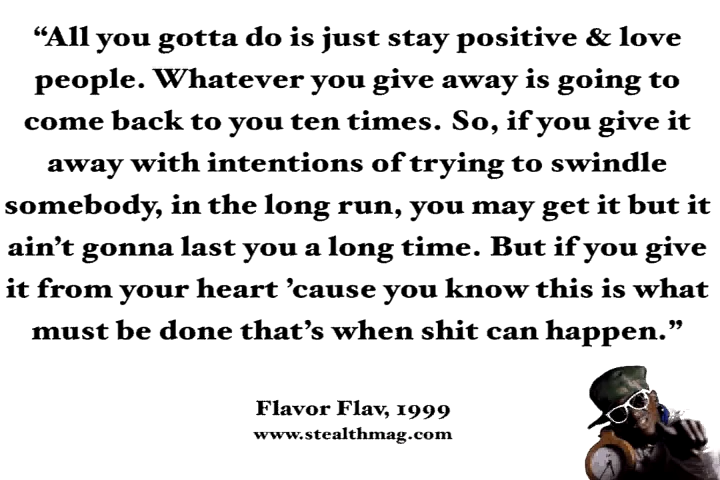 “All you gotta do is just stay positive & love
people. Whatever you give away is going to
come back to you ten times. So, if you give it
away with intentions of trying to swindle
somebody, in the long run, you may get it but it
ain’t gonna last you a long time. But if you give
it from your heart ’cause you know this is what
must be done that’s when shit can happen.”
Flavor Flav, 1999
www.stealthmag.com